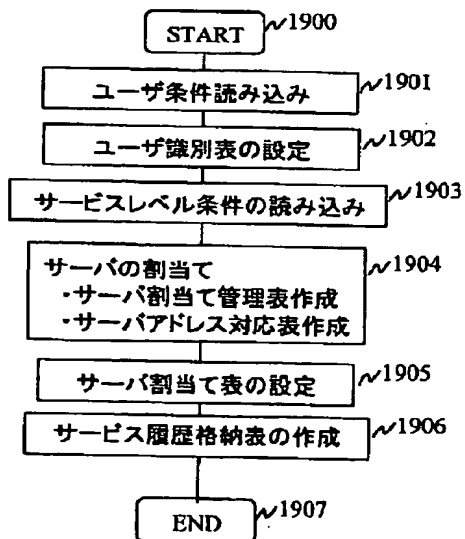 START
1900
ユーザ条件読み込み
1901
ユーザ識別表の設定
1902
サービスレベル条件の読み込み
1903
サーバの割当て
・サーバ割当て管理表作成
・サーバアドレス対応表作成
1904
サーバ割当て表の設定
1905
サービス履歴格納表の作成
1906
END
1907